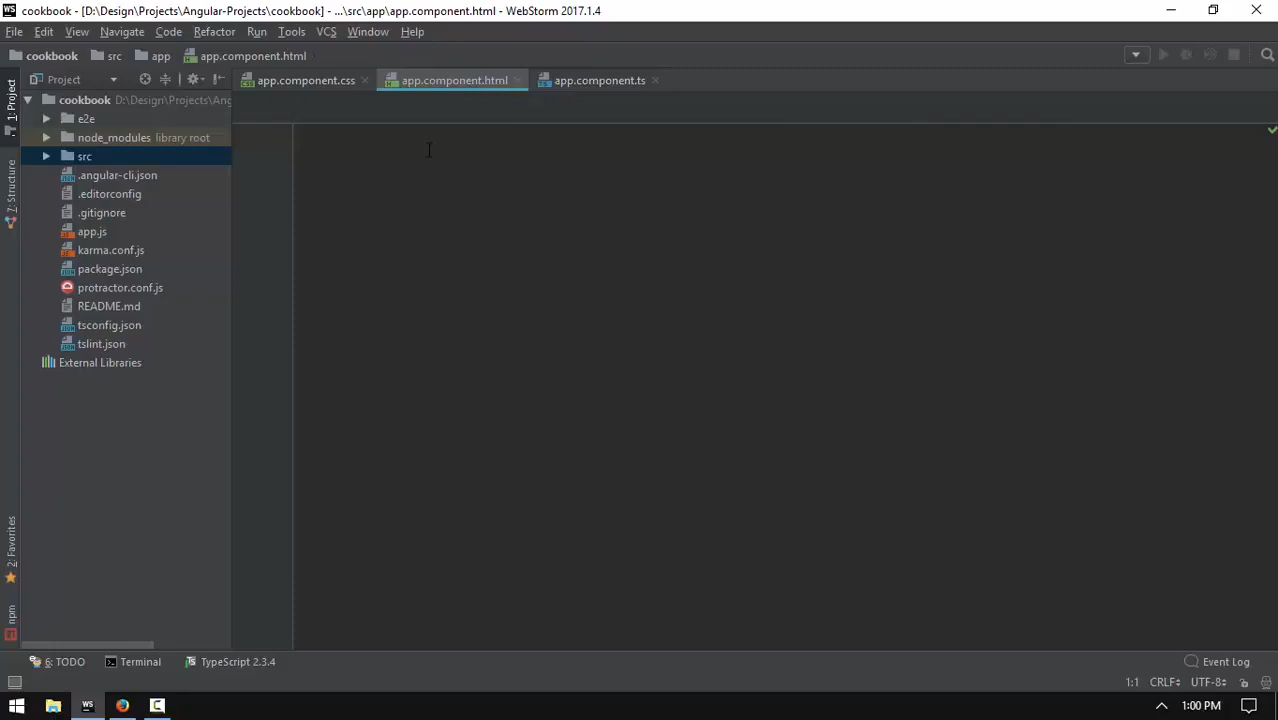 WS cookbook - [D:\Design\Projects\Angular-Projects\cookbook] - ...\src\app\app.component.html - WebStorm 2017.1.4
File Edit View Navigate Code Refactor Run Tools VCS Window Help
cookbook src app app.component.html
Project app.component.css app.component.html app.component.ts
1: Project
cookbook D:\Design\Projects\Ang
e2e
node_modules library root
src
7: Structure
.angular-cli.json
.editorconfig
.gitignore
app.js
karma.conf.js
package.json
protractor.conf.js
README.md
tsconfig.json
tslint.json
External Libraries
2: Favorites
npm
6: TODO Terminal TypeScript 2.3.4 Event Log
1:1 CRLF UTF-8
WS 1:00 PM